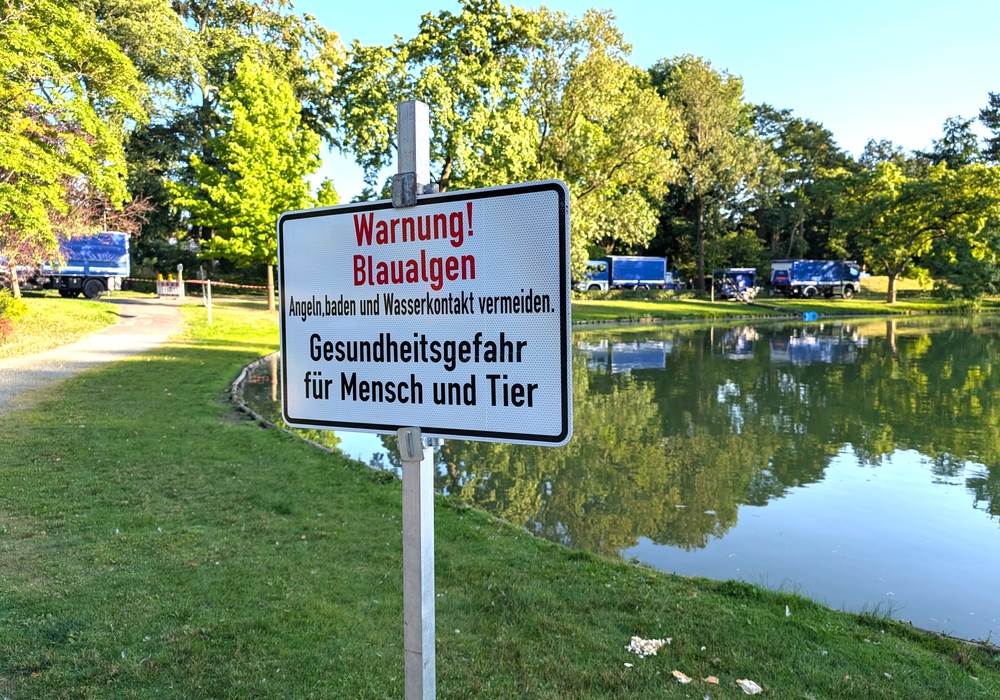 Warnung!
Blaualgen
Angeln,baden und Wasserkontakt vermeiden.
Gesundheitsgefahr
für Mensch und Tier